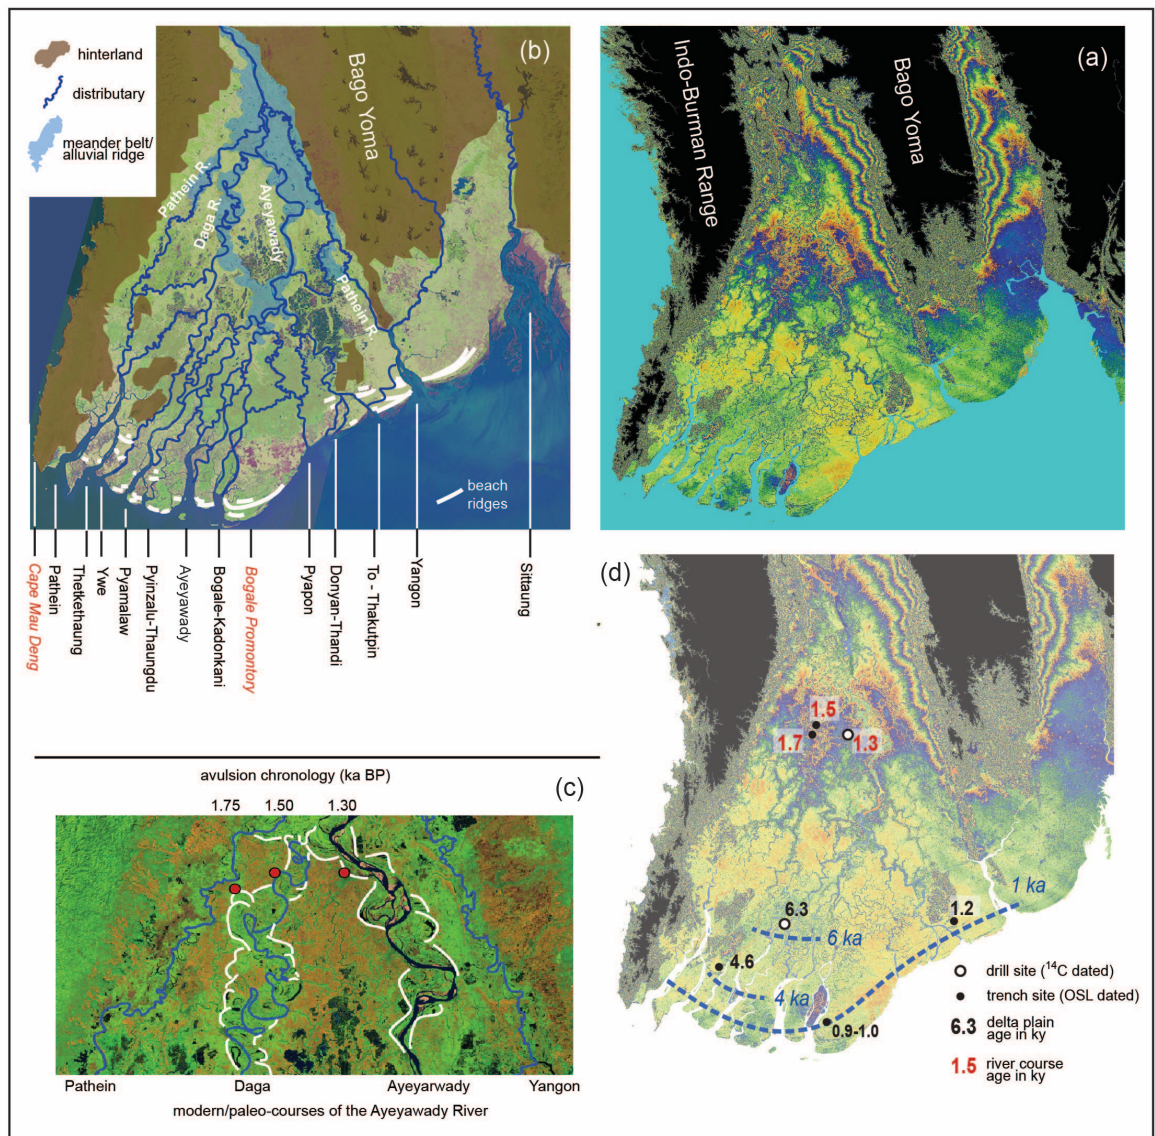 hinterland
distributary
meander belt/
alluvial ridge
(b)
Bago Yoma
Pathein R.
Daga R.
Ayeyawady
Pathein R.
beach
ridges
Cape Mau Deng
Pathein
Thetkethaung
Ywe
Pyamalaw
Pyinzalu-Thaungdu
Ayeyawady
Bogale-Kadonkani
Bogale Promontory
Pyapon
Donyan-Thandi
To - Thakutpin
Yangon
Sittaung
(a)
Indo-Burman Range
Bago Yoma
avulsion chronology (ka BP)
1.75 1.50 1.30
(c)
Pathein Daga Ayeyarwady Yangon
modern/paleo-courses of the Ayeyawady River
(d)
1.5
1.7 1.3
1 ka
1.2
6.3
6 ka
4.6
4 ka
0.9-1.0
drill site (14C dated)
trench site (OSL dated)
6.3 delta plain
age in ky
1.5 river course
age in ky